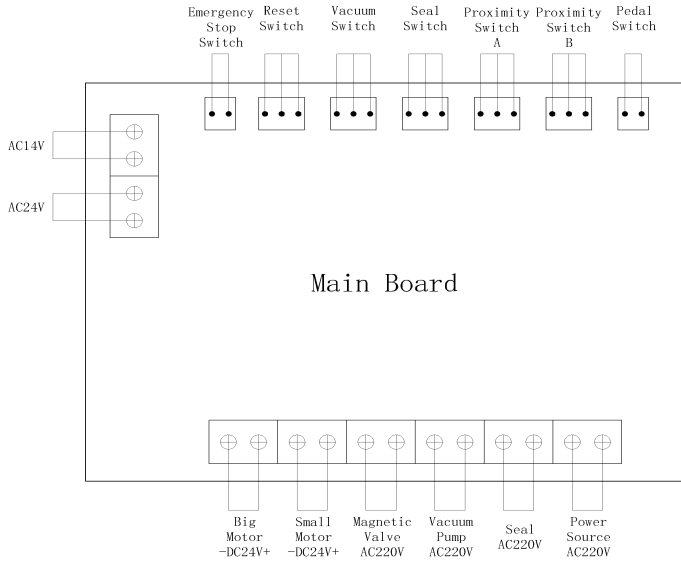 Emergency
Stop
Switch
Reset
Switch
Vacuum
Switch
Seal
Switch
Proximity
Switch
A
Proximity
Switch
B
Pedal
Switch
AC14V
AC24V
Main Board
Big
Motor
-DC24V+
Small
Motor
-DC24V+
Magnetic
Valve
AC220V
Vacuum
Pump
AC220V
Seal
AC220V
Power
Source
AC220V